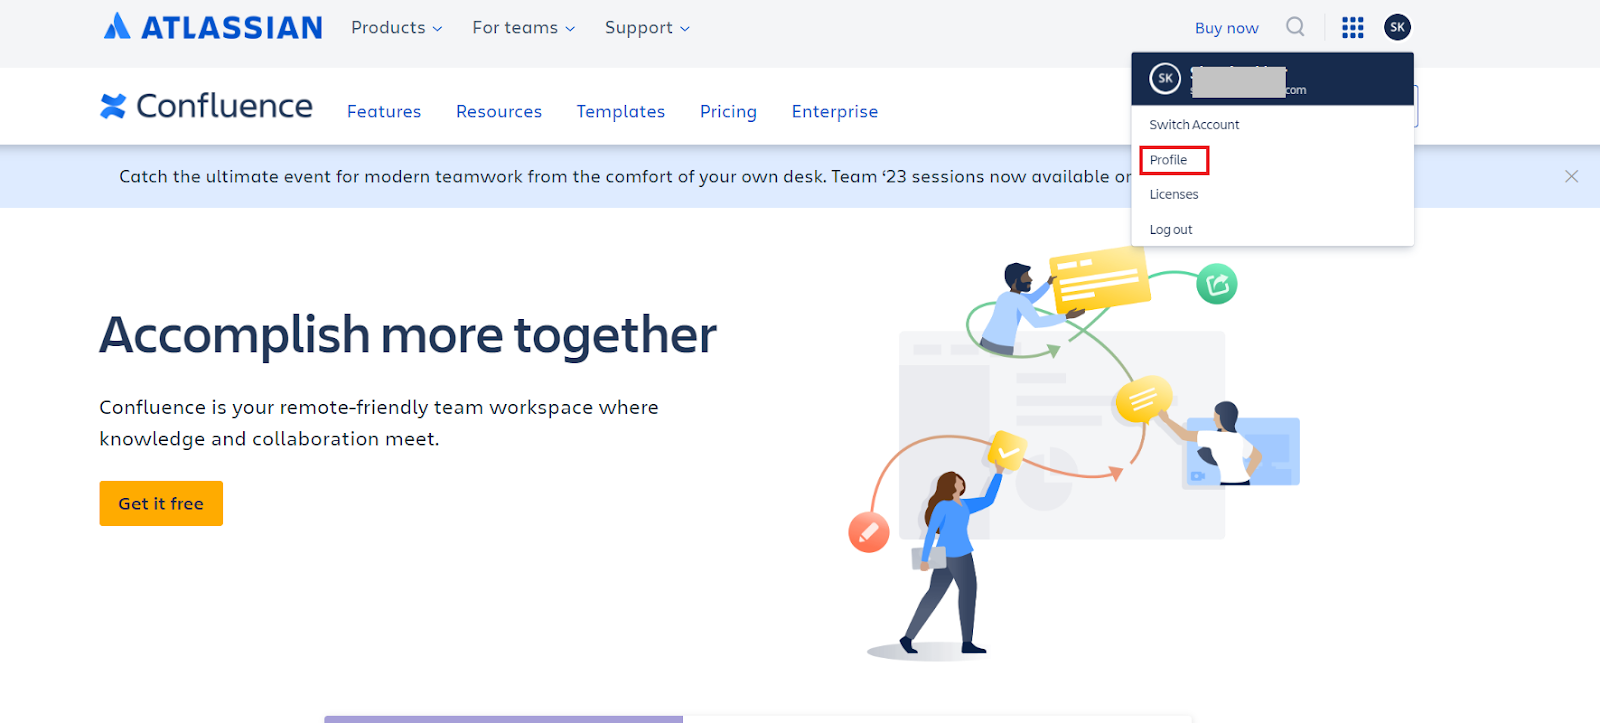 ATLASSIAN Products For teams Support Buy now SK
SK
com
Confluence Features Resources Templates Pricing Enterprise
Switch Account
Profile
Licenses
Log out
Catch the ultimate event for modern teamwork from the comfort of your own desk. Team ‘23 sessions now available
Accomplish more together
Confluence is your remote-friendly team workspace where
knowledge and collaboration meet.
Get it free